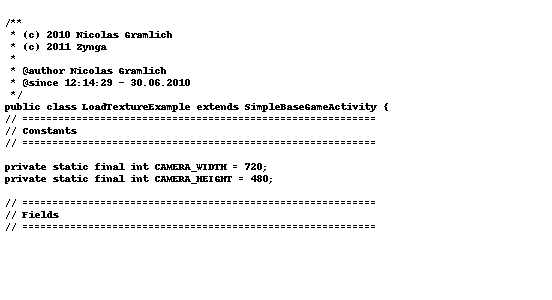 /**
 * (c) 2010 Nicolas Gramlich
 * (c) 2011 Zynga
 *
 * @author Nicolas Gramlich
 * @since 12:14:29 - 30.06.2010
 */
public class LoadTextureExample extends SimpleBaseGameActivity {
// ===========================================================
// Constants
// ===========================================================
private static final int CAMERA_WIDTH = 720;
private static final int CAMERA_HEIGHT = 480;
// ===========================================================
// Fields
// ===========================================================